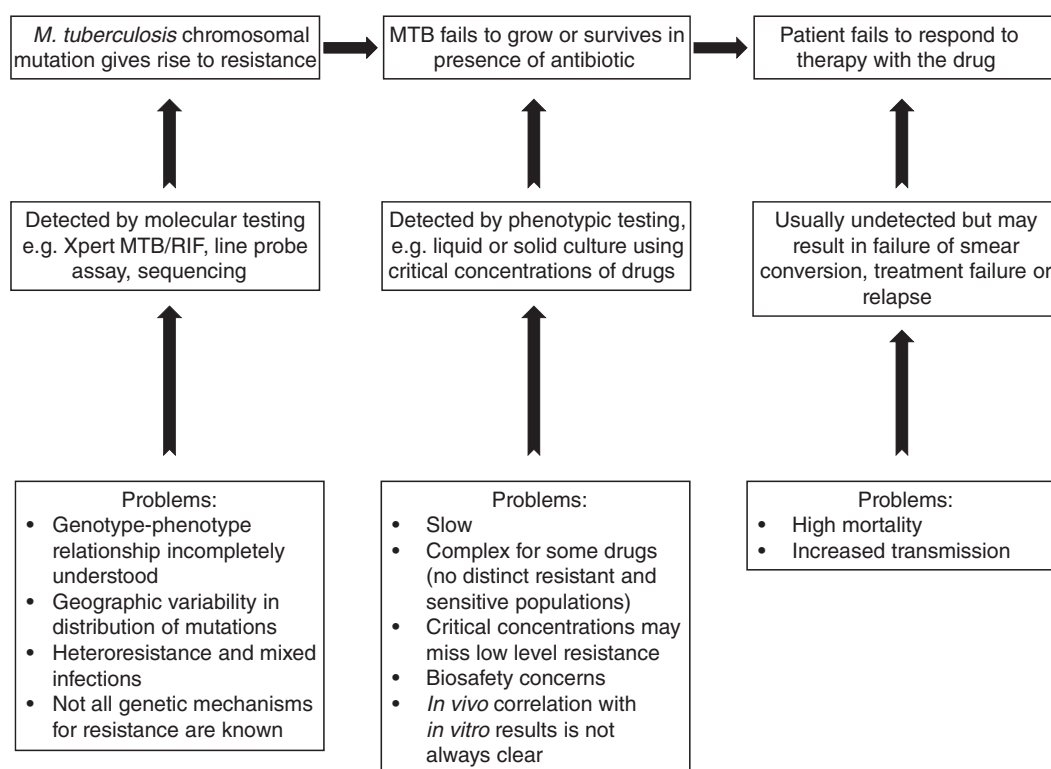 M. tuberculosis chromosomal
mutation gives rise to resistance
MTB fails to grow or survives in
presence of antibiotic
Patient fails to respond to
therapy with the drug
Detected by molecular testing
e.g. Xpert MTB/RIF, line probe
assay, sequencing
Detected by phenotypic testing,
e.g. liquid or solid culture using
critical concentrations of drugs
Usually undetected but may
result in failure of smear
conversion, treatment failure or
relapse
Problems:
• Genotype-phenotype
relationship incompletely
understood
• Geographic variability in
distribution of mutations
• Heteroresistance and mixed
infections
• Not all genetic mechanisms
for resistance are known
Problems:
• Slow
• Complex for some drugs
(no distinct resistant and
sensitive populations)
• Critical concentrations may
miss low level resistance
• Biosafety concerns
• In vivo correlation with
in vitro results is not
always clear
Problems:
• High mortality
• Increased transmission